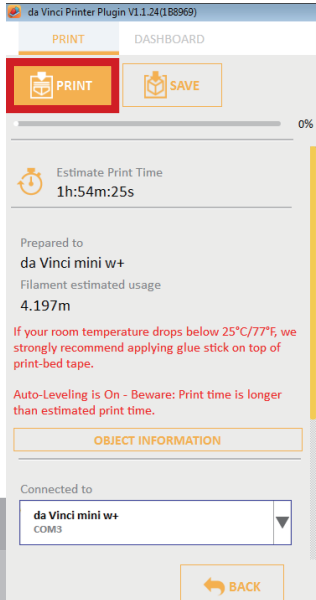 da Vinci Printer Plugin V1.1.24(1B8969)
PRINT DASHBOARD
PRINT SAVE
0%
Estimate Print Time
1h:54m:25s
Prepared to
da Vinci mini w+
Filament estimated usage
4.197m
If your room temperature drops below 25°C/77°F, we
strongly recommend applying glue stick on top of
print-bed tape.
Auto-Leveling is On - Beware: Print time is longer
than estimated print time.
OBJECT INFORMATION
Connected to
da Vinci mini w+
COM3
BACK